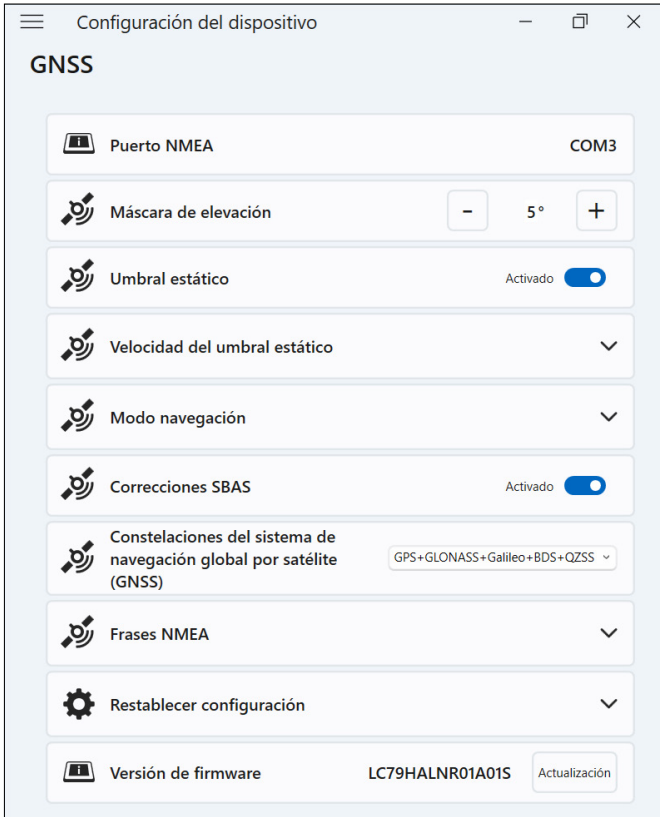 Configuración del dispositivo
GNSS
Puerto NMEA COM3
Máscara de elevación - 5° +
Umbral estático Activado
Velocidad del umbral estático
Modo navegación
Correcciones SBAS Activado
Constelaciones del sistema de
navegación global por satélite GPS+GLONASS+Galileo+BDS+QZSS
(GNSS)
Frases NMEA
Restablecer configuración
Versión de firmware LC79HALNR01A01S Actualización